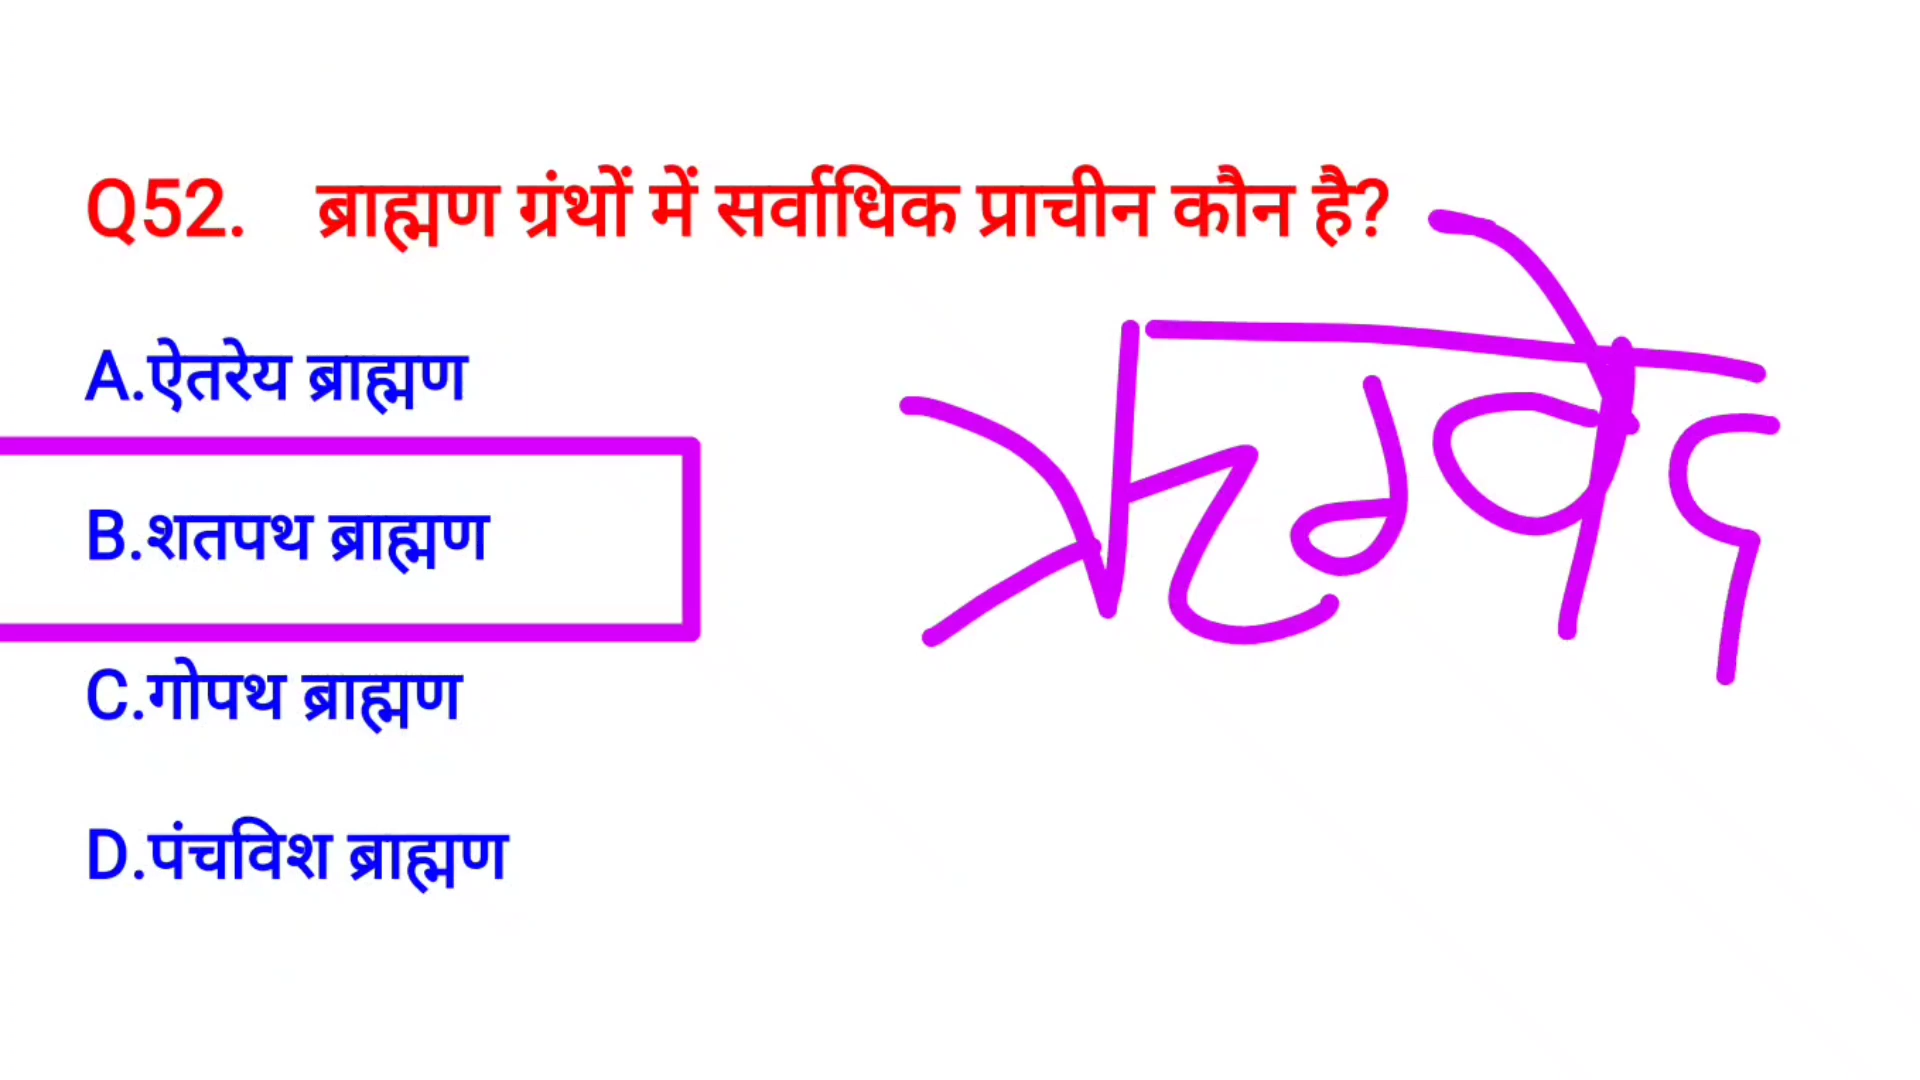 Q52. ब्राह्मण ग्रंथों में सर्वाधिक प्राचीन कौन है?
A.ऐतरेय ब्राह्मण
ऋग्वेद
B.शतपथ ब्राह्मण
C.गोपथ ब्राह्मण
D.पंचविश ब्राह्मण